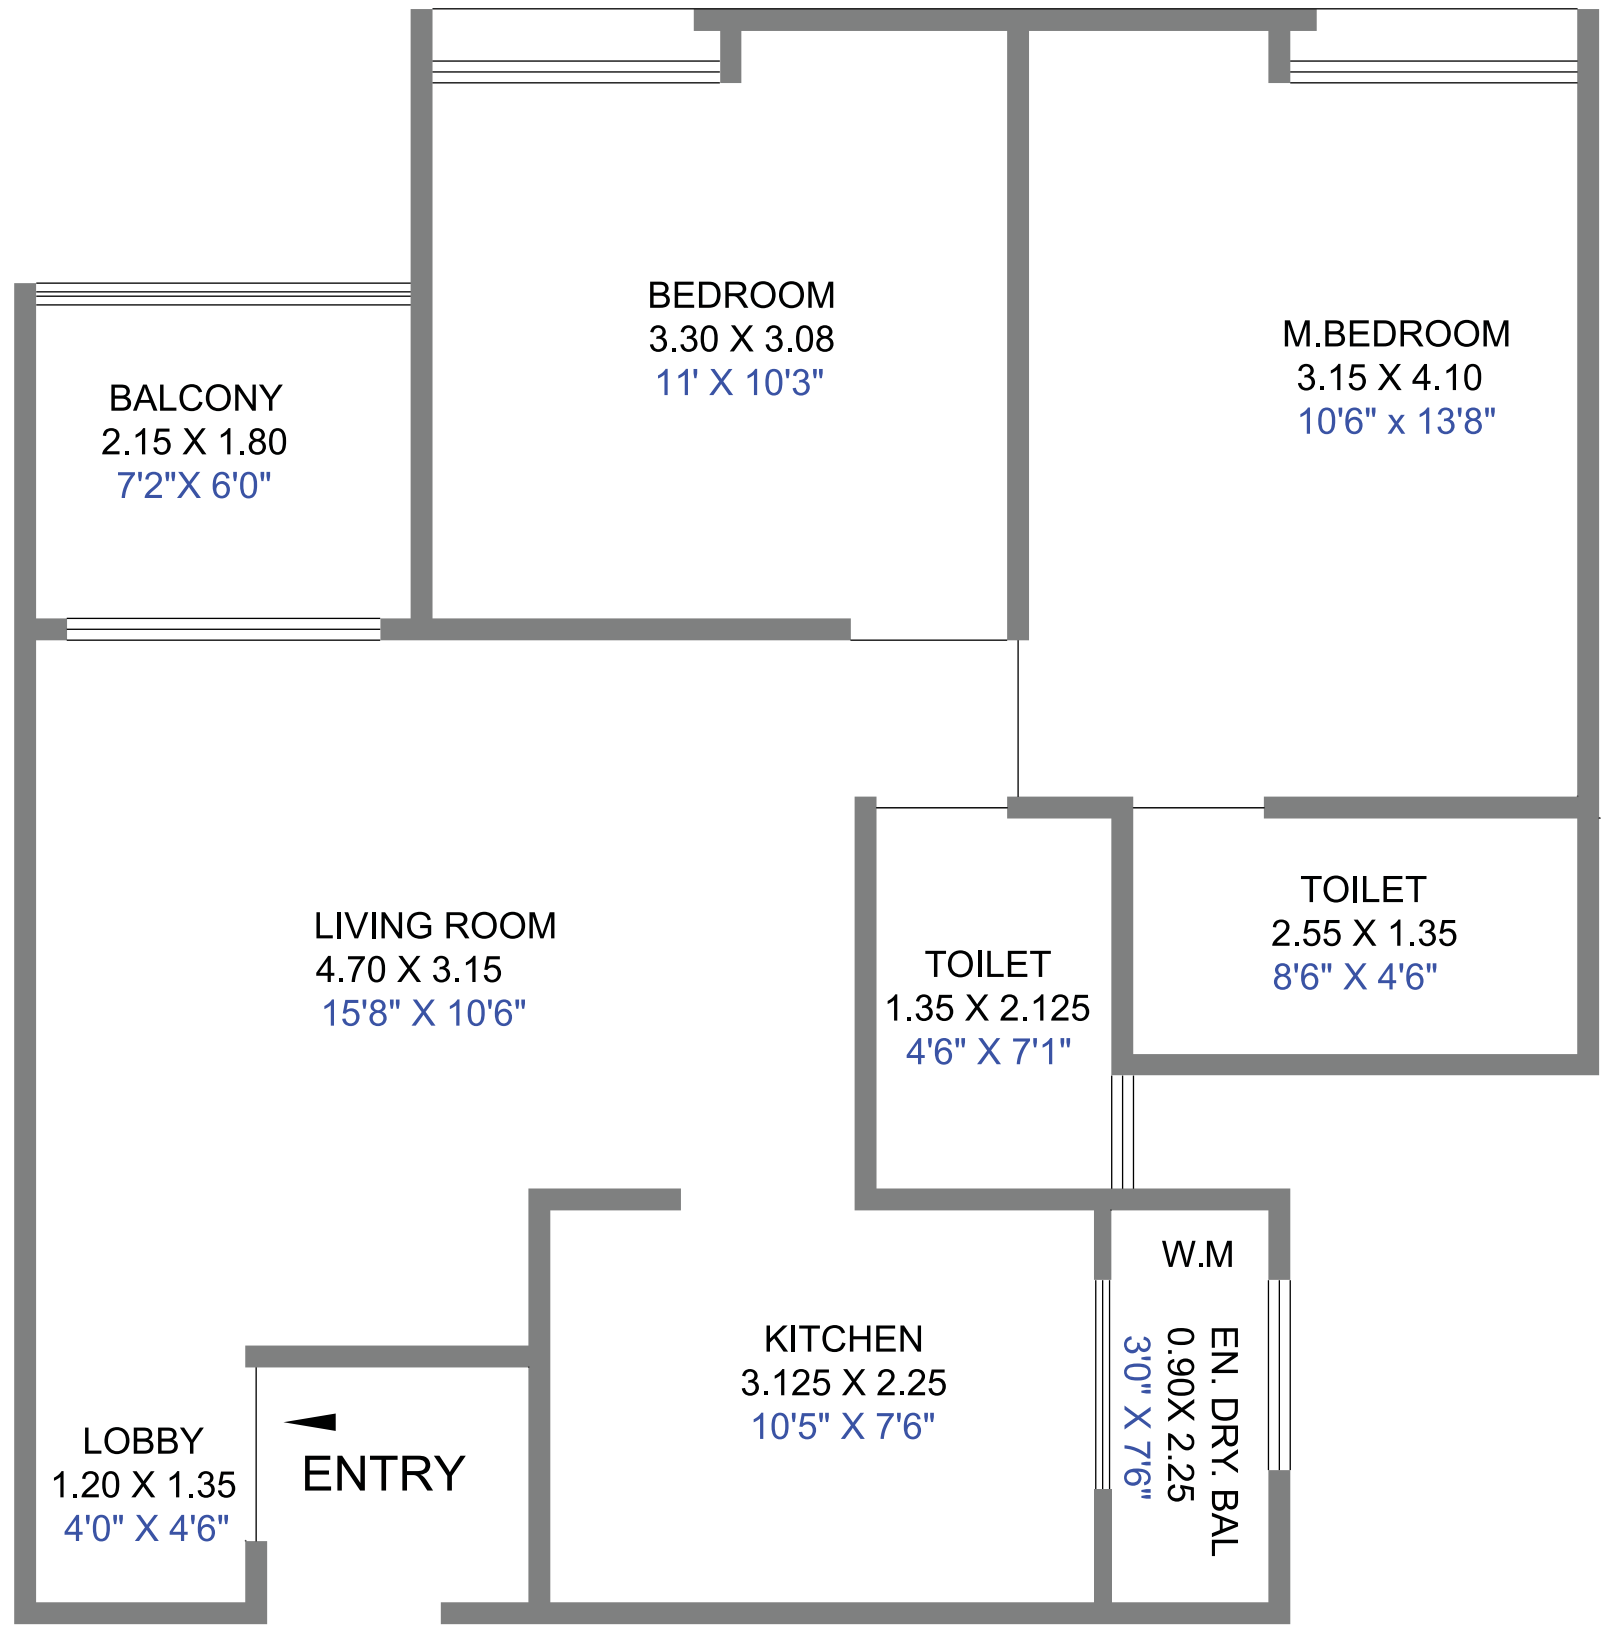 BEDROOM
3.30 X 3.08
11' X 10'3"
M.BEDROOM
3.15 X 4.10
10'6" x 13'8"
BALCONY
2.15 X 1.80
7'2"X 6'0"
LIVING ROOM
4.70 X 3.15
15'8" X 10'6"
TOILET
1.35 X 2.125
4'6" X 7'1"
TOILET
2.55 X 1.35
8'6" X 4'6"
W.M
EN. DRY. BAL
0.90X 2.25
3'0" X 7'6"
KITCHEN
3.125 X 2.25
10'5" X 7'6"
LOBBY
1.20 X 1.35
4'0" X 4'6"
ENTRY